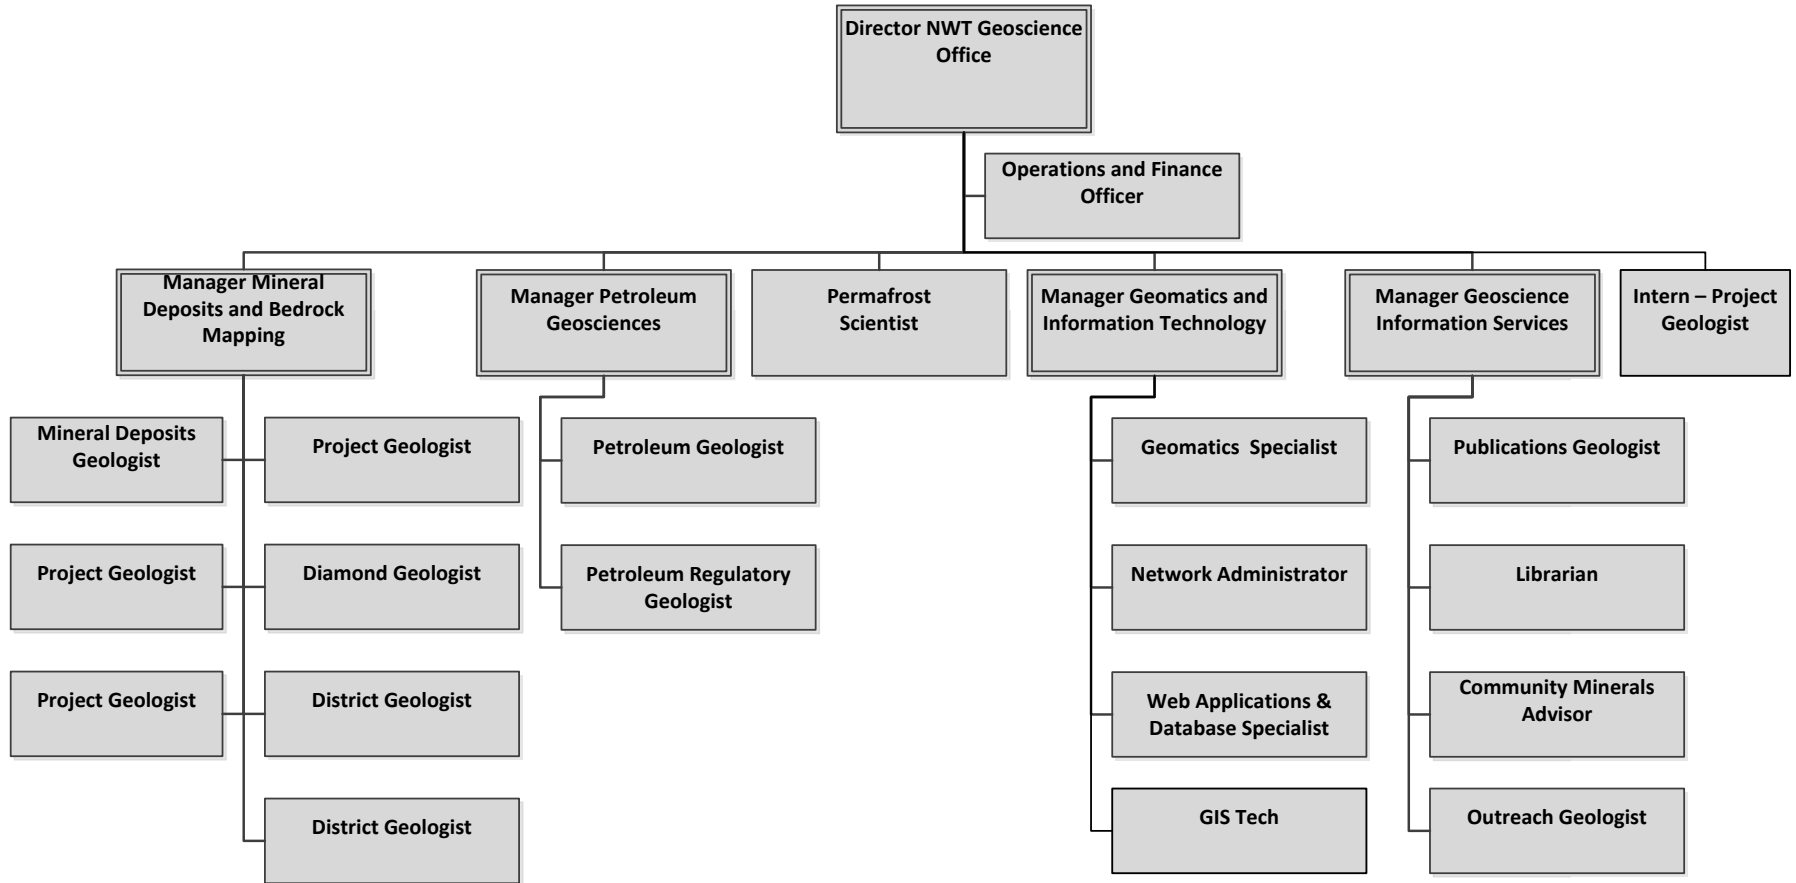 Director NWT Geoscience
Office
Operations and Finance
Officer
Manager Mineral
Deposits and Bedrock
Mapping
Manager Petroleum
Geosciences
Permafrost
Scientist
Manager Geomatics and
Information Technology
Manager Geoscience
Information Services
Intern – Project
Geologist
Mineral Deposits
Geologist
Project Geologist
Petroleum Geologist
Geomatics  Specialist
Publications Geologist
Project Geologist
Diamond Geologist
Petroleum Regulatory
Geologist
Network Administrator
Librarian
Project Geologist
District Geologist
Web Applications &
Database Specialist
Community Minerals
Advisor
District Geologist
GIS Tech
Outreach Geologist